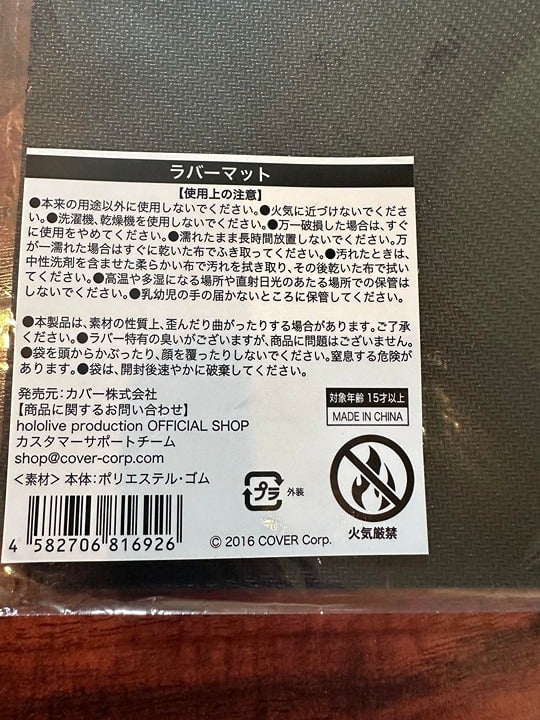 ラバーマット
【使用上の注意】
●本来の用途以外に使用しないでください。●火気に近づけないでくださ
い。●洗濯機、乾燥機を使用しないでください。●万一破損した場合は、すぐ
に使用をやめてください。●濡れたまま長時間放置しないでください。万
が一濡れた場合はすぐに乾いた布でふき取ってください。●汚れたときは、
中性洗剤を含ませた柔らかい布で汚れを拭き取り、その後乾いた布で拭い
てください。●高温や多湿になる場所や直射日光のあたる場所での保管は
しないでください。●乳幼児の手の届かないところに保管してください。
●本製品は、素材の性質上、歪んだり曲がったりする場合があります。ご了承
ください。●ラバー特有の臭いがございますが、商品に問題はございません。
●袋を頭からかぶったり、顔を覆ったりしないでください。窒息する危険が
あります。●袋は、開封後速やかに破棄してください。
発売元：カバー株式会社
【商品に関するお問い合わせ】
hololive production OFFICIAL SHOP
カスタマーサポートチーム
shop@cover-corp.com
＜素材＞本体：ポリエステル・ゴム
対象年齢 15才以上
MADE IN CHINA
プラ 外装
火気厳禁
4 582706 816926
© 2016 COVER Corp.